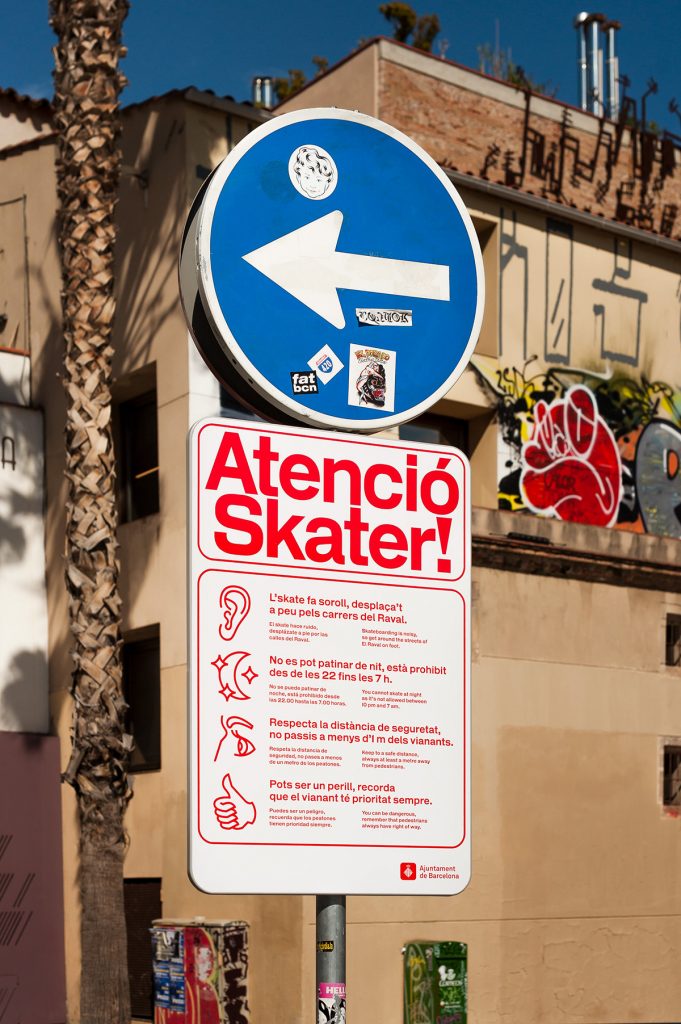 fat
bcn
420
Atenció
Skater!
L'skate fa soroll, desplaça't
a peu pels carrers del Raval.
El skate hace ruido,
desplázate a pie por las
calles del Raval.
Skateboarding is noisy,
so get around the streets of
El Raval on foot.
No es pot patinar de nit, està prohibit
des de les 22 fins les 7 h.
No se puede patinar de
noche, está prohibido desde
las 22.00 hasta las 7.00 horas.
You cannot skate at night
as it's not allowed between
10 pm and 7 am.
Respecta la distància de seguretat,
no passis a menys d'1 m dels vianants.
Respeta la distancia de
seguridad, no pases a menos
de un metro de los peatones.
Keep to a safe distance,
always at least a metre away
from pedestrians.
Pots ser un perill, recorda
que el vianant té prioritat sempre.
Puedes ser un peligro,
recuerda que los peatones
tienen prioridad siempre.
You can be dangerous,
remember that pedestrians
always have right of way.
Ajuntament
de Barcelona
HELL